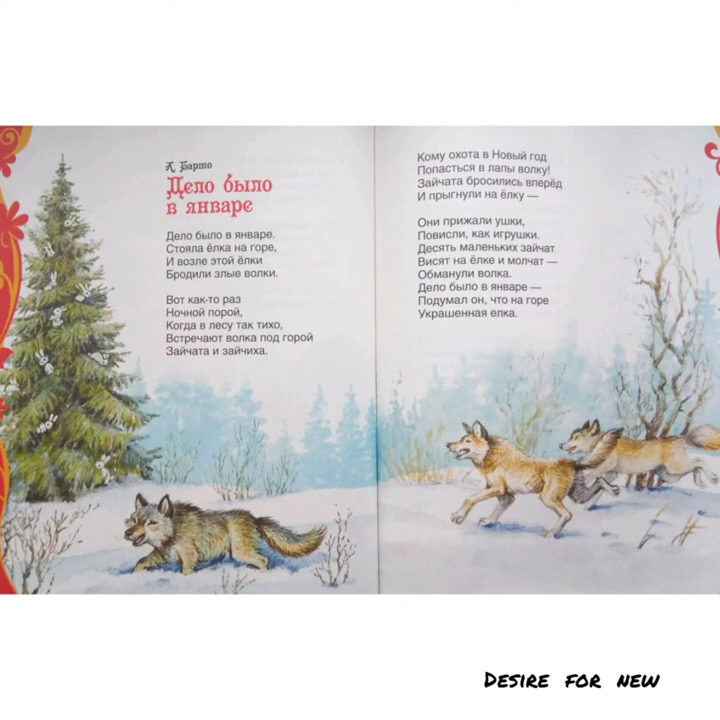 А. Барто
Дело было
в январе
Дело было в январе.
Стояла ёлка на горе,
И возле этой ёлки
Бродили злые волки.
Вот как-то раз
Ночной порой,
Когда в лесу так тихо,
Встречают волка под горой
Зайчата и зайчиха.
Кому охота в Новый год
Попасться в лапы волку!
Зайчата бросились вперёд
И прыгнули на ёлку —
Они прижали ушки,
Повисли, как игрушки.
Десять маленьких зайчат
Висят на ёлке и молчат —
Обманули волка.
Дело было в январе —
Подумал он, что на горе
Украшенная елка.
Desire for new